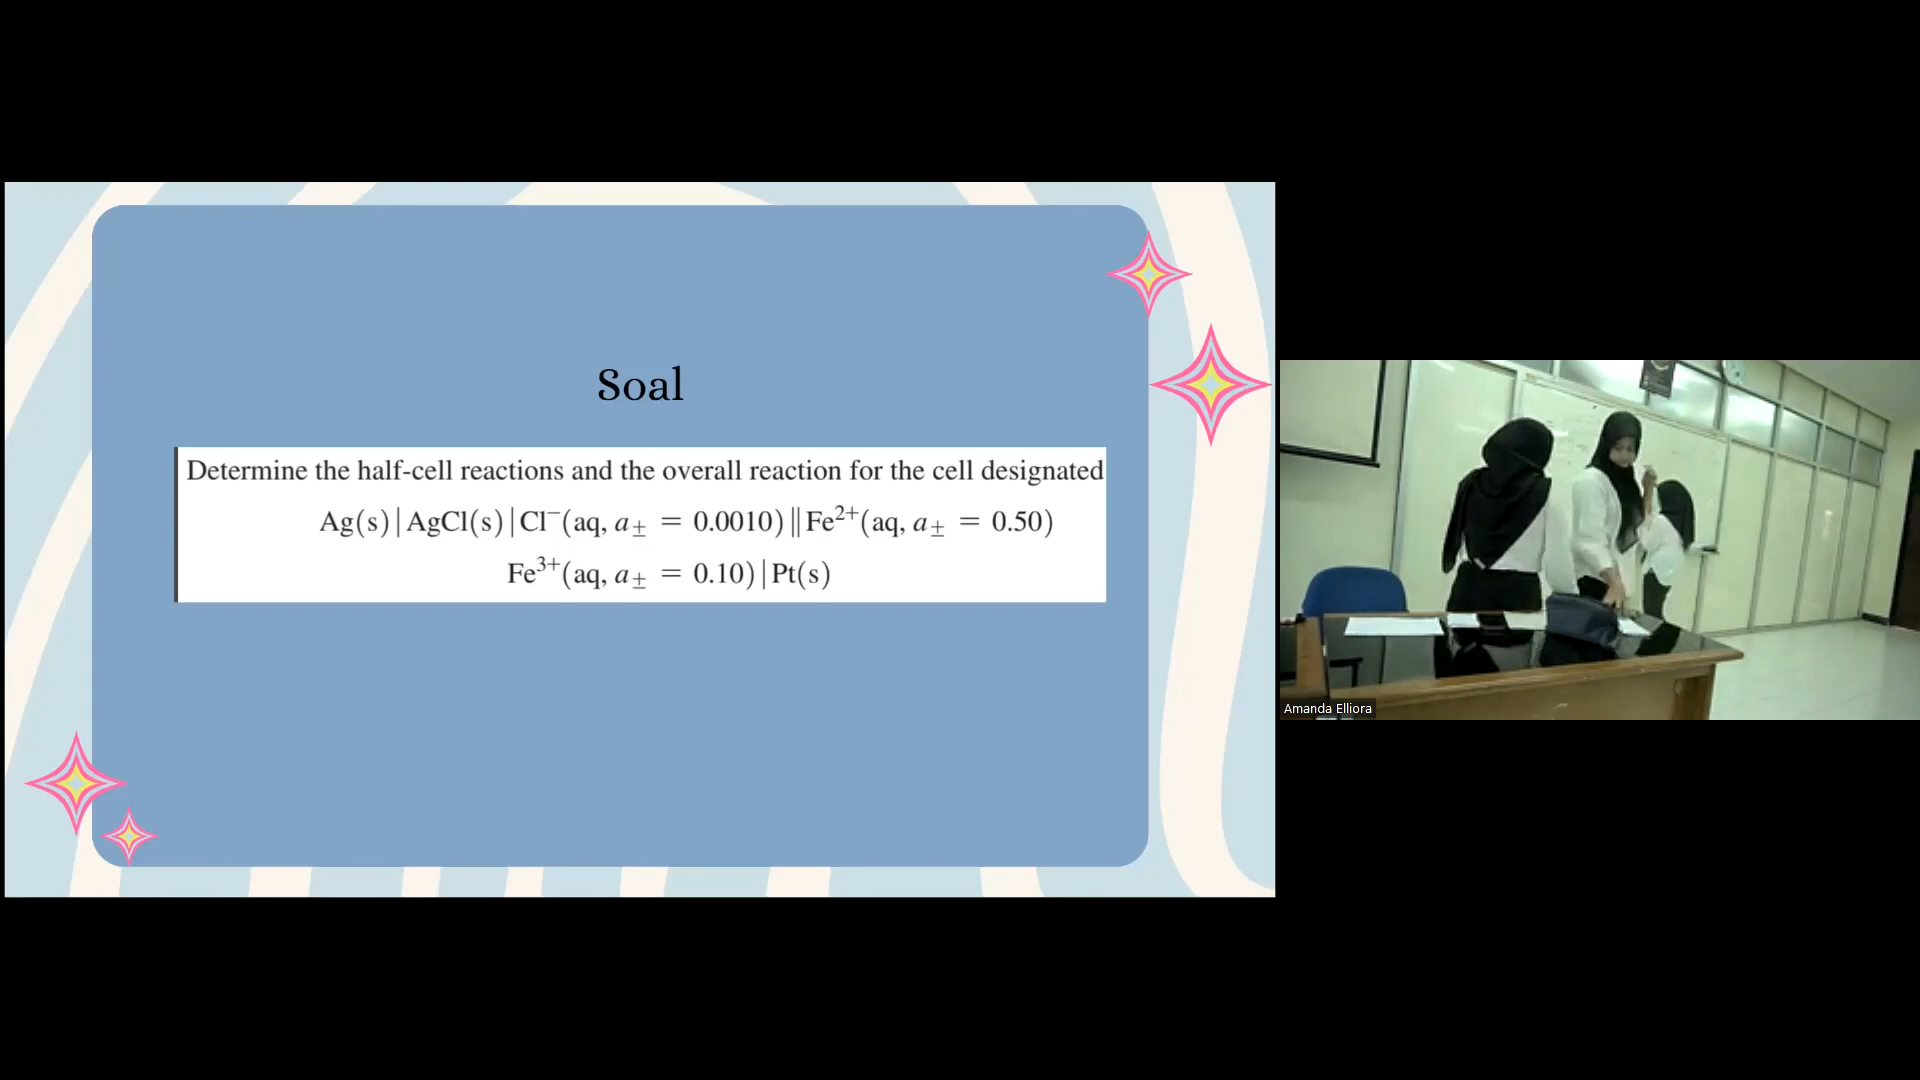 Soal
Determine the half-cell reactions and the overall reaction for the cell designated
Ag(s)|AgCl(s)|Cl⁻(aq, a± = 0.0010)||Fe²⁺(aq, a± = 0.50)
Fe³⁺(aq, a± = 0.10)|Pt(s)
Amanda Elliora